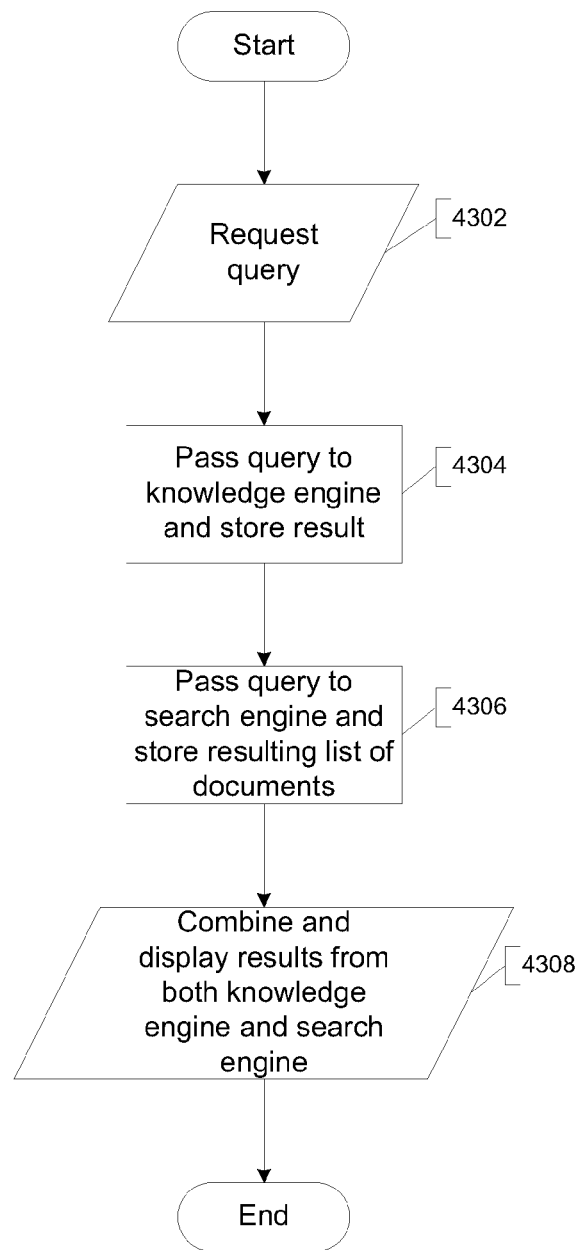 Start
Request
query
4302
Pass query to
knowledge engine
and store result
4304
Pass query to
search engine and
store resulting list of
documents
4306
Combine and
display results from
both knowledge
engine and search
engine
4308
End